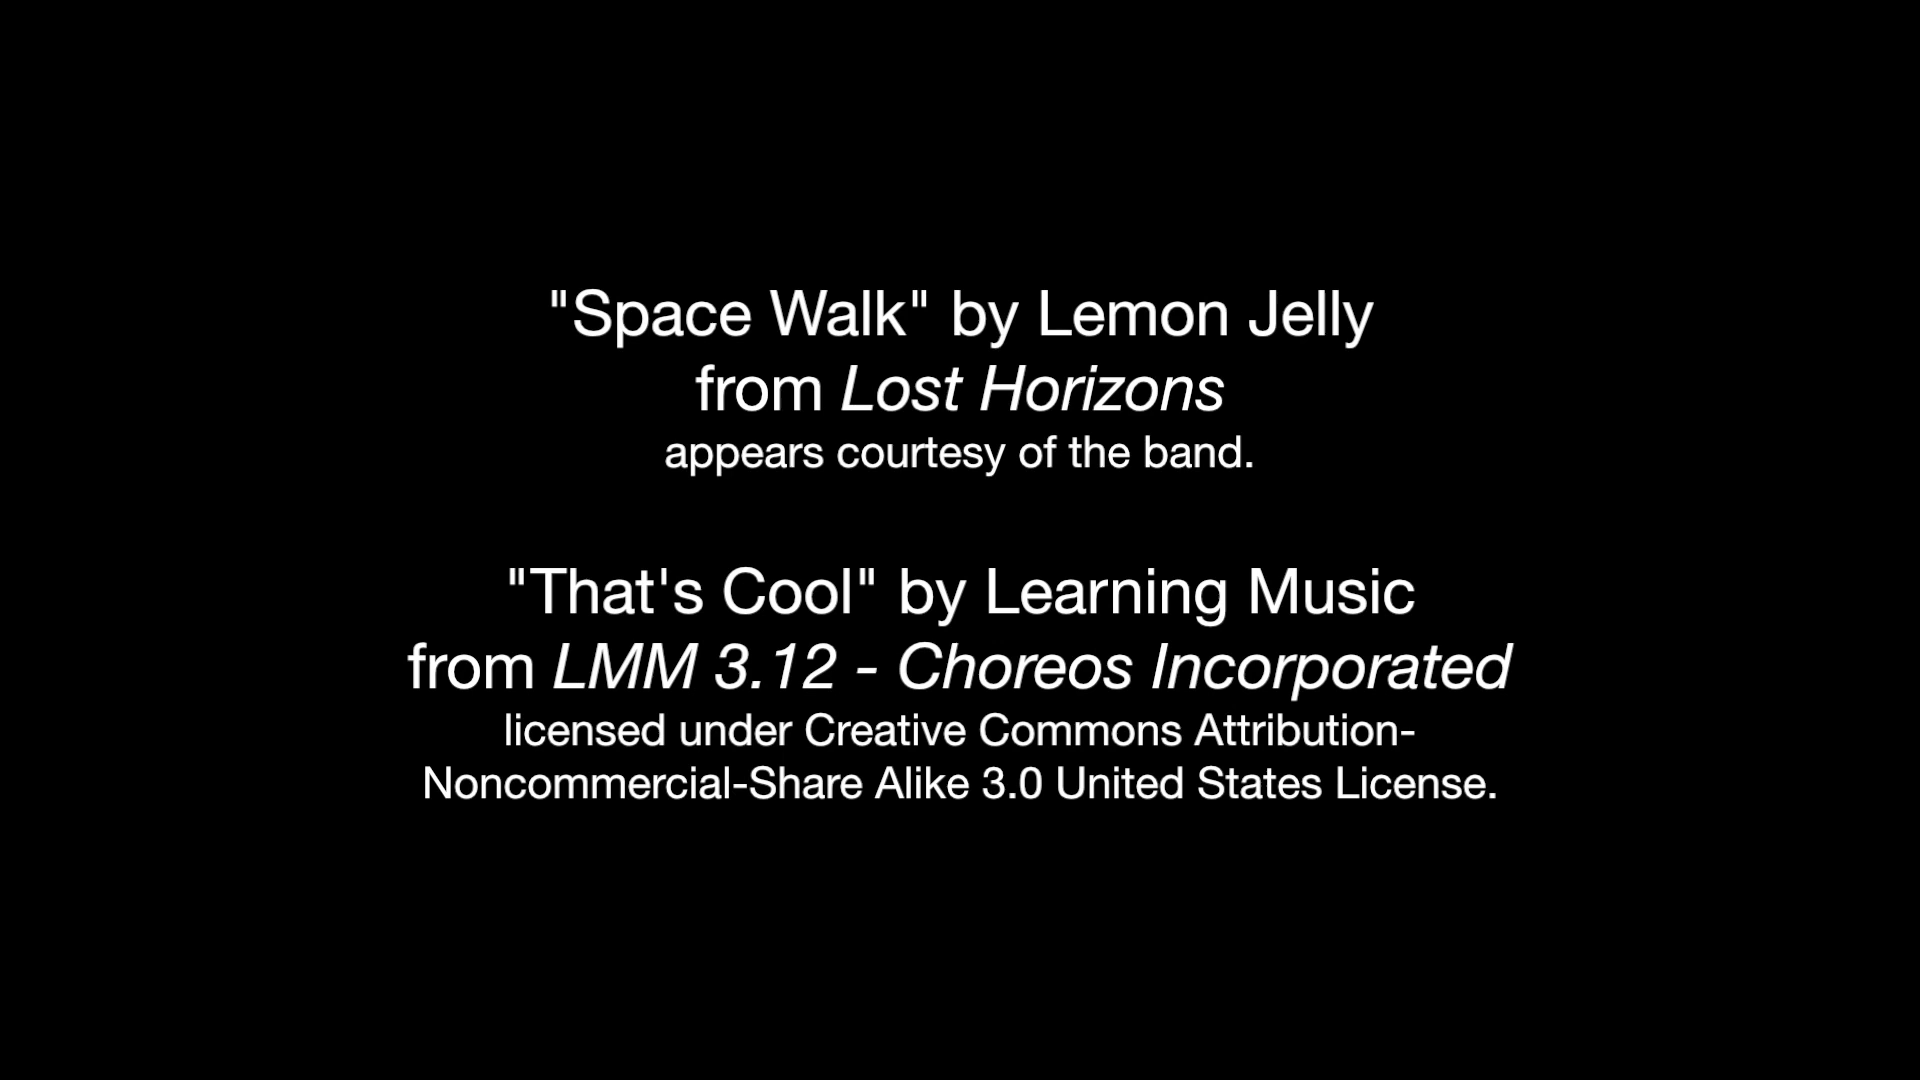 "Space Walk" by Lemon Jelly
from Lost Horizons
appears courtesy of the band.
"That's Cool" by Learning Music
from LMM 3.12 - Choreos Incorporated
licensed under Creative Commons Attribution-
Noncommercial-Share Alike 3.0 United States License.